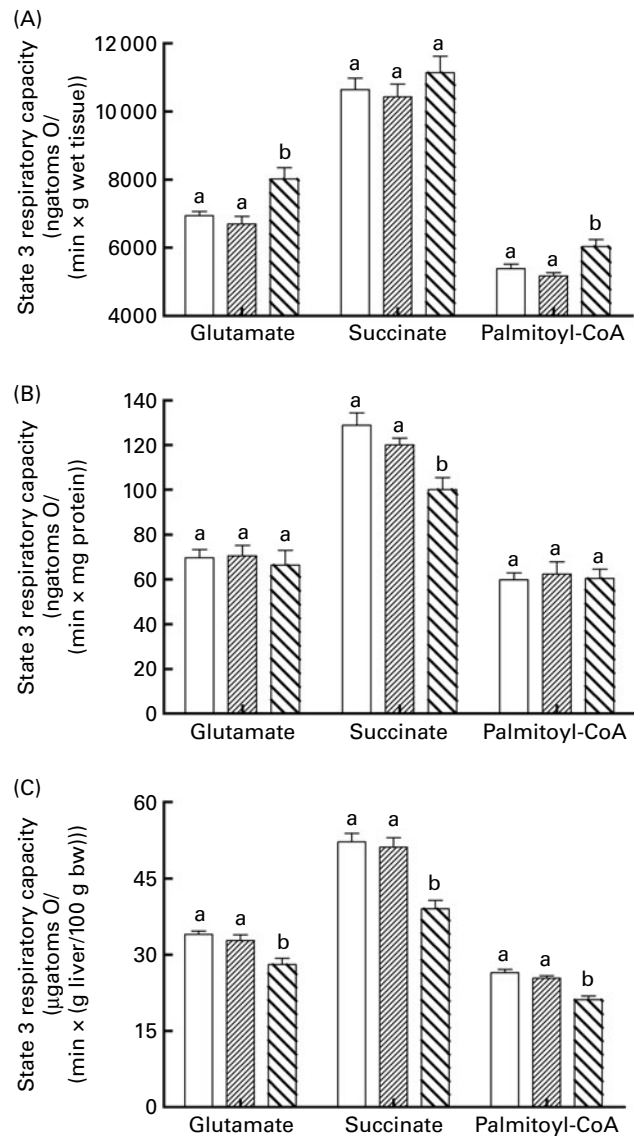 (A)
State 3 respiratory capacity
(ngatoms O/
(min × g wet tissue))
12 000
10000
8000
6000
4000
a a b
a a a
a a b
Glutamate Succinate Palmitoyl-CoA
(B)
State 3 respiratory capacity
(ngatoms O/
(min × mg protein))
140
120
100
80
60
40
20
0
a a a
a a b
a a a
Glutamate Succinate Palmitoyl-CoA
(C)
State 3 respiratory capacity
(μgatoms O/
(min × (g liver/100 g bw)))
60
45
30
15
0
a a b
a a b
a a b
Glutamate Succinate Palmitoyl-CoA